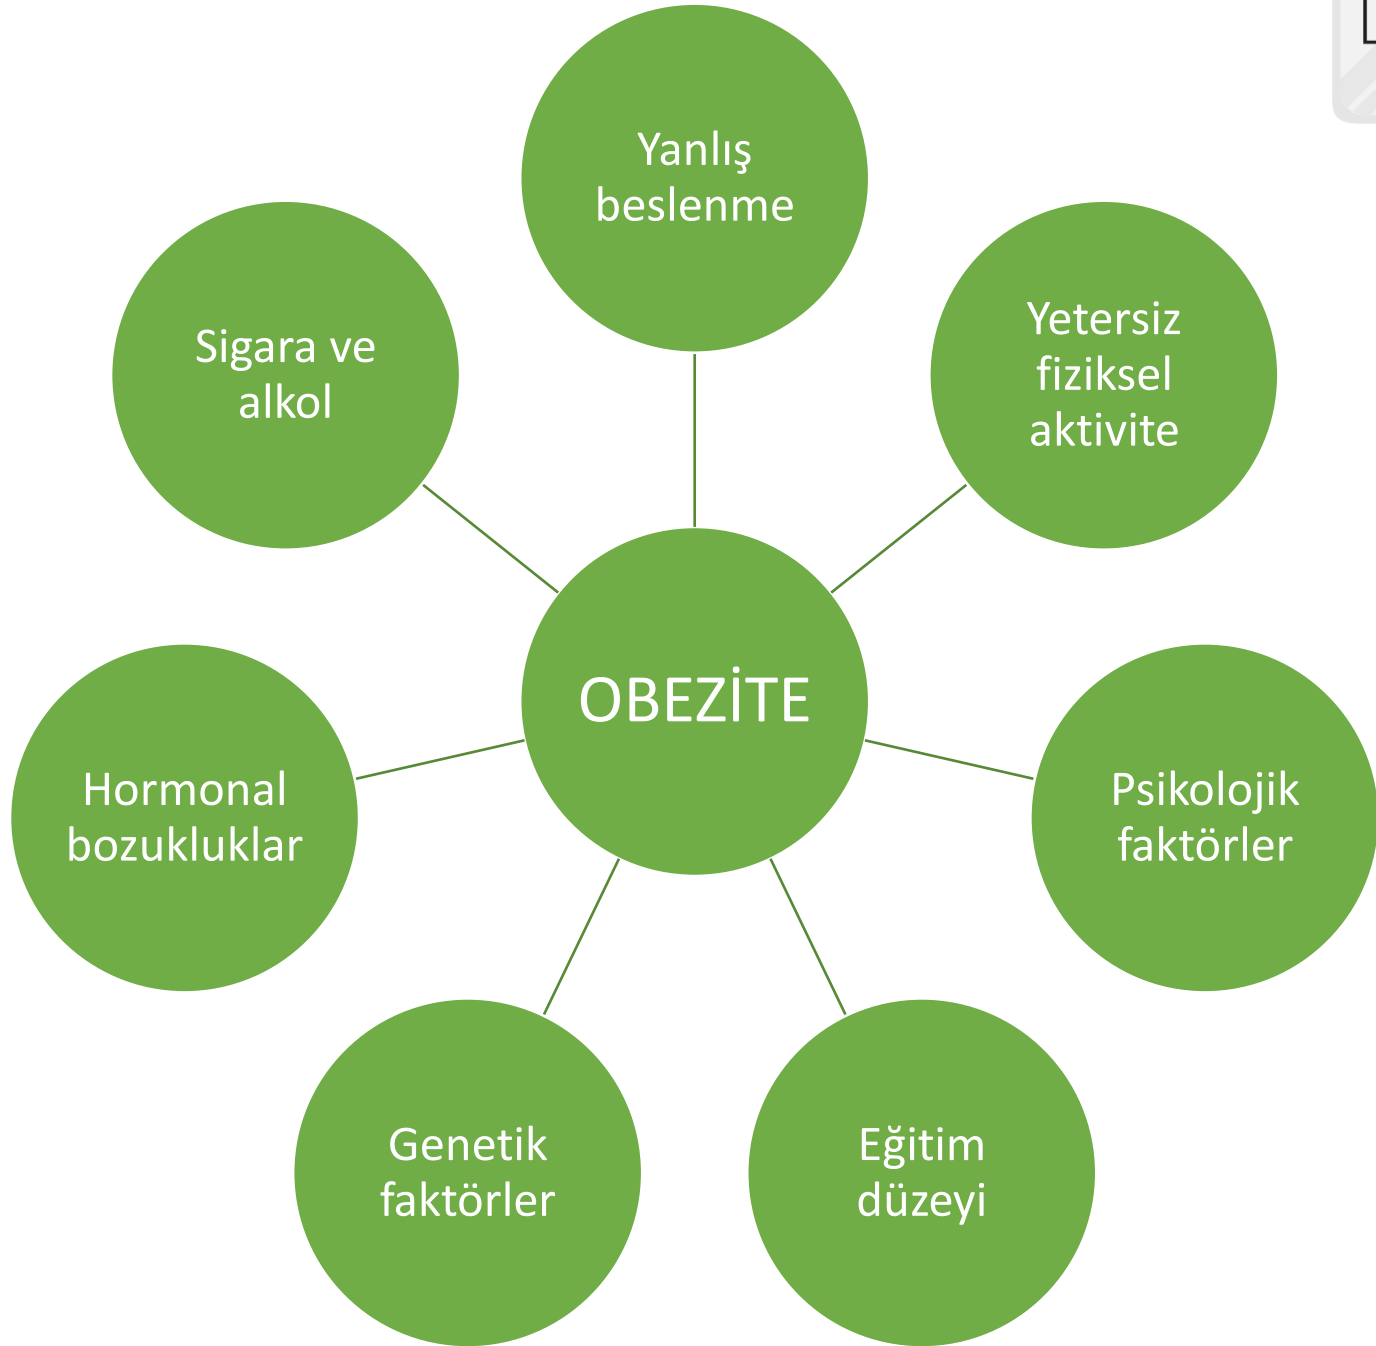 Yanlış
beslenme
Yetersiz
fiziksel
aktivite
Psikolojik
faktörler
Eğitim
düzeyi
Genetik
faktörler
Hormonal
bozukluklar
Sigara ve
alkol
OBEZİTE